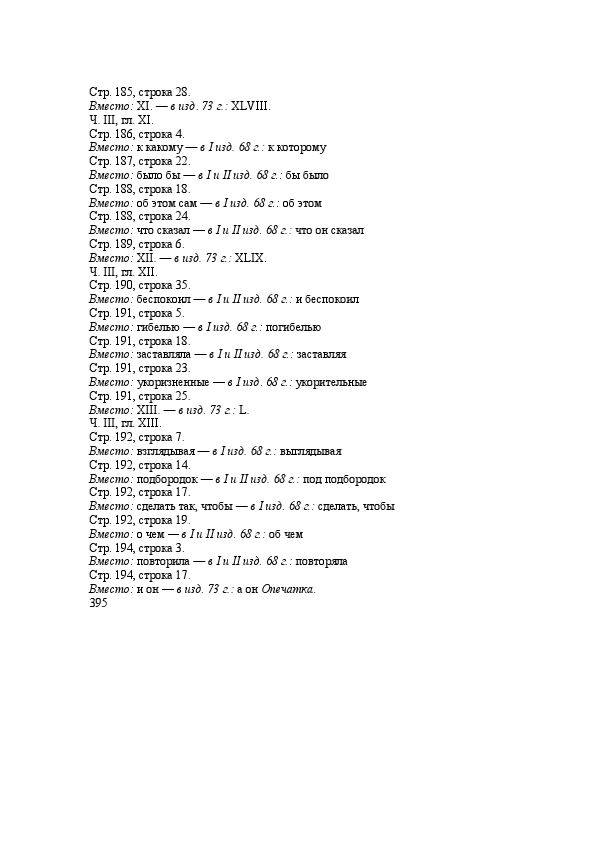 Стр. 185, строка 28.
Вместо: XI. — в изд. 73 г.: XLVIII.
Ч. III, гл. XI.
Стр. 186, строка 4.
Вместо: к какому — в I изд. 68 г.: к которому
Стр. 187, строка 22.
Вместо: было бы — в I и II изд. 68 г.: бы было
Стр. 188, строка 18.
Вместо: об этом сам — в I изд. 68 г.: об этом
Стр. 188, строка 24.
Вместо: что сказал — в I и II изд. 68 г.: что он сказал
Стр. 189, строка 6.
Вместо: XII. — в изд. 73 г.: XLIX.
Ч. III, гл. XII.
Стр. 190, строка 35.
Вместо: беспокоил — в I и II изд. 68 г.: и беспокоил
Стр. 191, строка 5.
Вместо: гибелью — в I изд. 68 г.: погибелью
Стр. 191, строка 18.
Вместо: заставляла — в I и II изд. 68 г.: заставляя
Стр. 191, строка 23.
Вместо: укоризненные — в I изд. 68 г.: укорительные
Стр. 191, строка 25.
Вместо: XIII. — в изд. 73 г.: L.
Ч. III, гл. XIII.
Стр. 192, строка 7.
Вместо: взглядывая — в I изд. 68 г.: выглядывая
Стр. 192, строка 14.
Вместо: подбородок — в I и II изд. 68 г.: под подбородок
Стр. 192, строка 17.
Вместо: сделать так, чтобы — в I изд. 68 г.: сделать, чтобы
Стр. 192, строка 19.
Вместо: о чем — в I и II изд. 68 г.: об чем
Стр. 194, строка 3.
Вместо: повторила — в I и II изд. 68 г.: повторяла
Стр. 194, строка 17.
Вместо: и он — в изд. 73 г.: а он Опечатка.
395